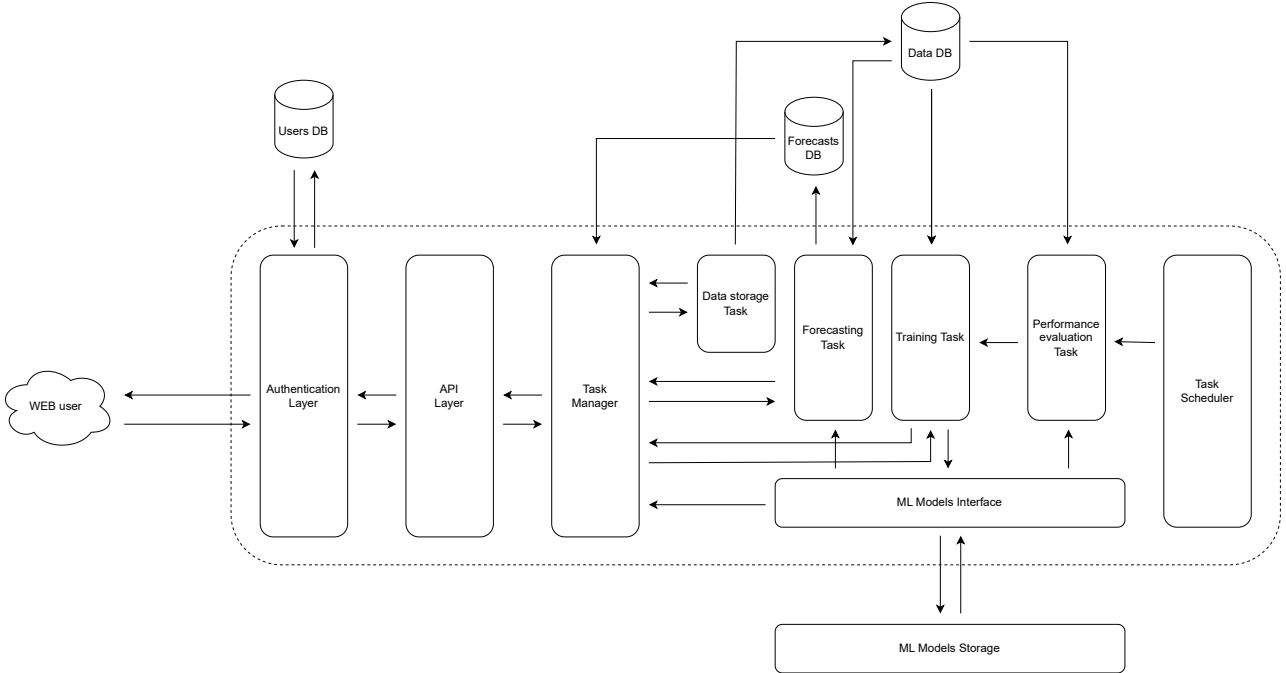 Data DB
Users DB
Forecasts
DB
Data storage
Task
Forecasting
Task
Training Task
Performance
evaluation
Task
Task
Scheduler
WEB user
Authentication
Layer
API
Layer
Task
Manager
ML Models Interface
ML Models Storage